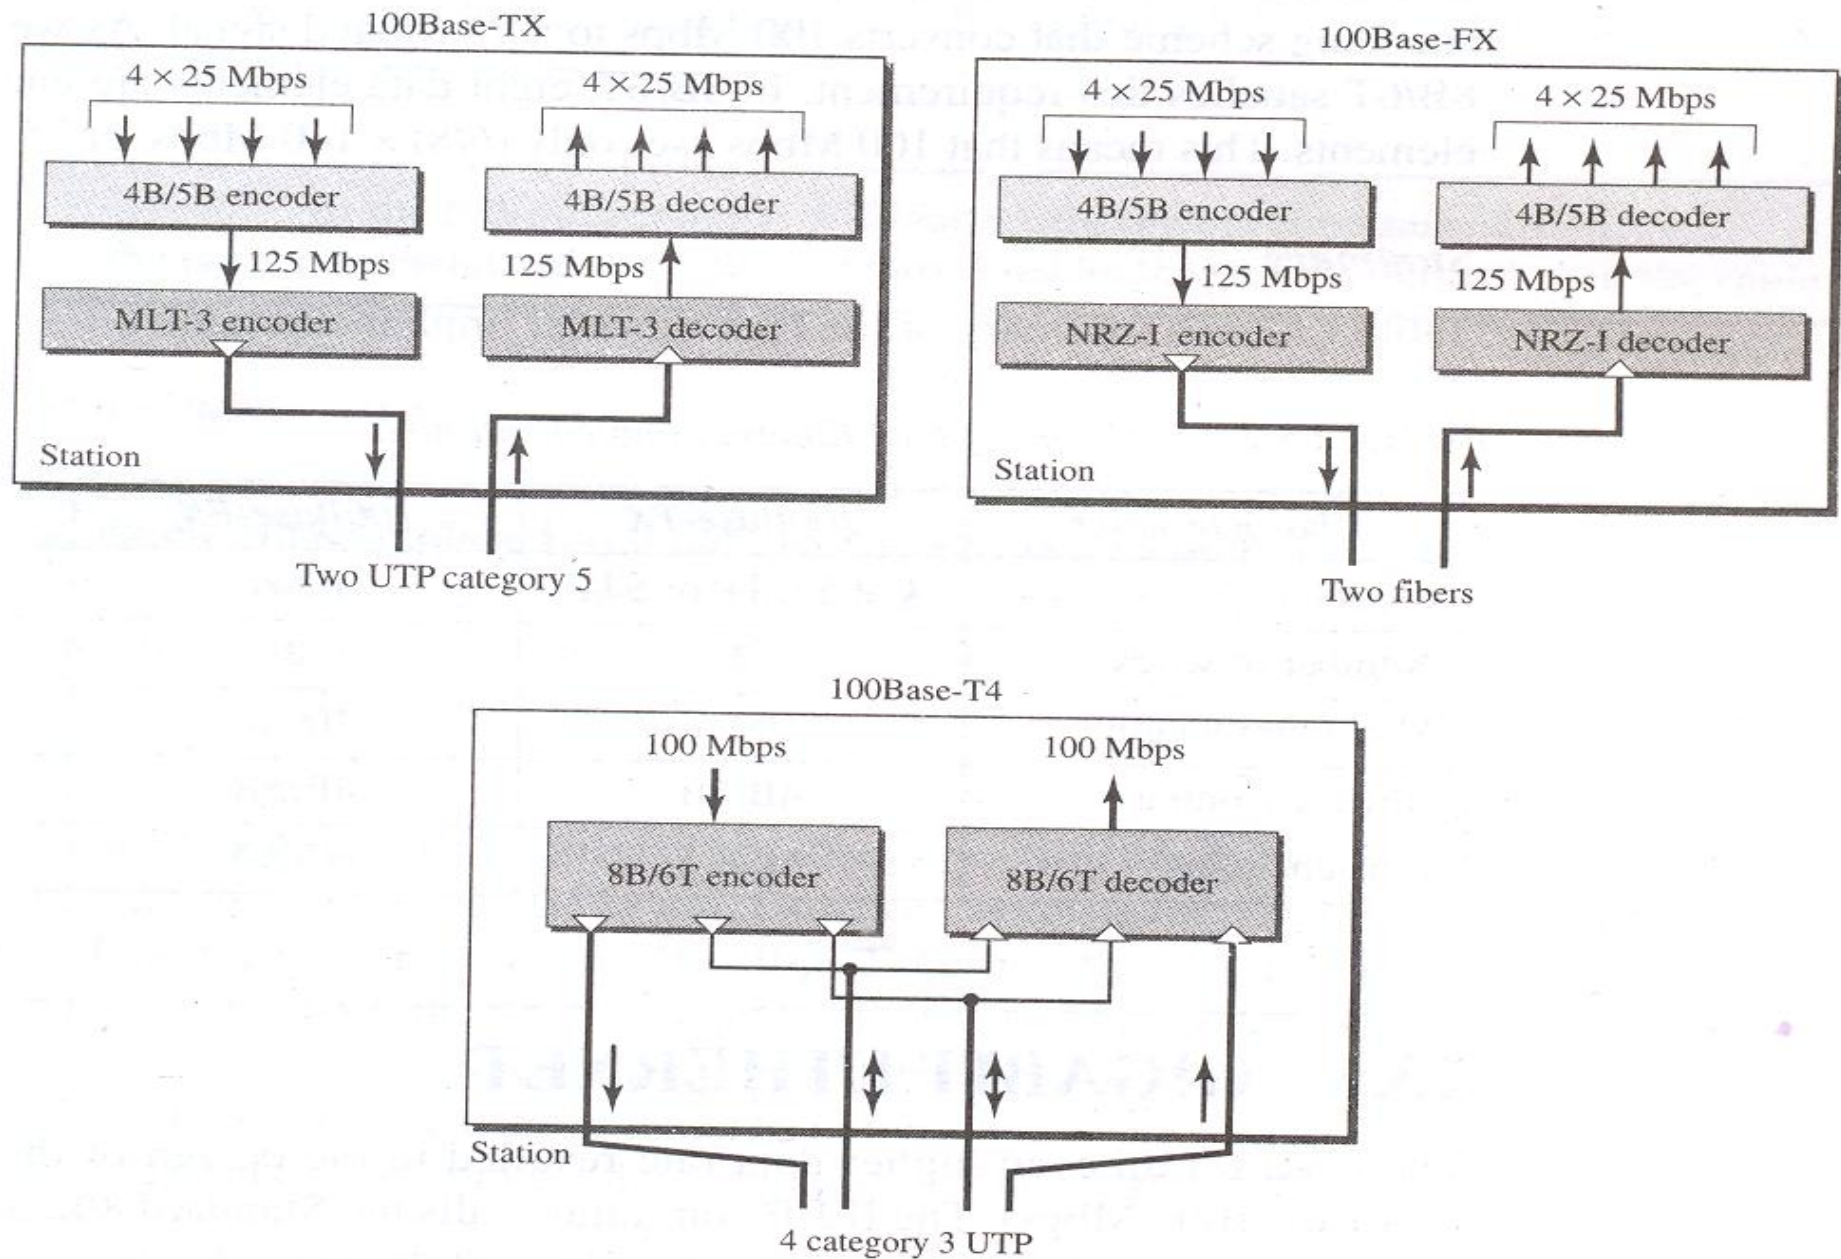 100Base-TX
4 × 25 Mbps
4 × 25 Mbps
4B/5B encoder
4B/5B decoder
125 Mbps
125 Mbps
MLT-3 encoder
MLT-3 decoder
Station
Two UTP category 5
100Base-FX
4 × 25 Mbps
4 × 25 Mbps
4B/5B encoder
4B/5B decoder
125 Mbps
125 Mbps
NRZ-I encoder
NRZ-I decoder
Station
Two fibers
100Base-T4
100 Mbps
100 Mbps
8B/6T encoder
8B/6T decoder
Station
4 category 3 UTP